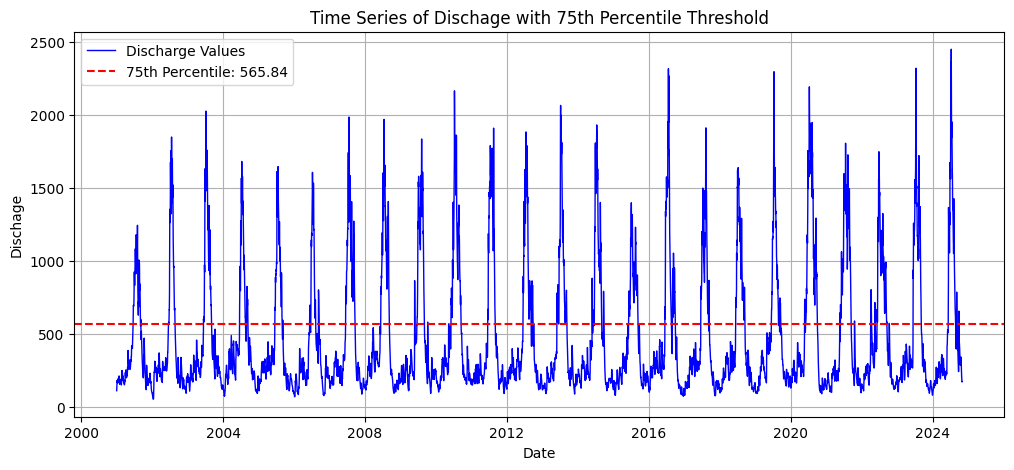 Time Series of Dischage with 75th Percentile Threshold
Discharge Values
75th Percentile: 565.84
2500
2000
1500
1000
500
0
Dischage
2000 2004 2008 2012 2016 2020 2024
Date